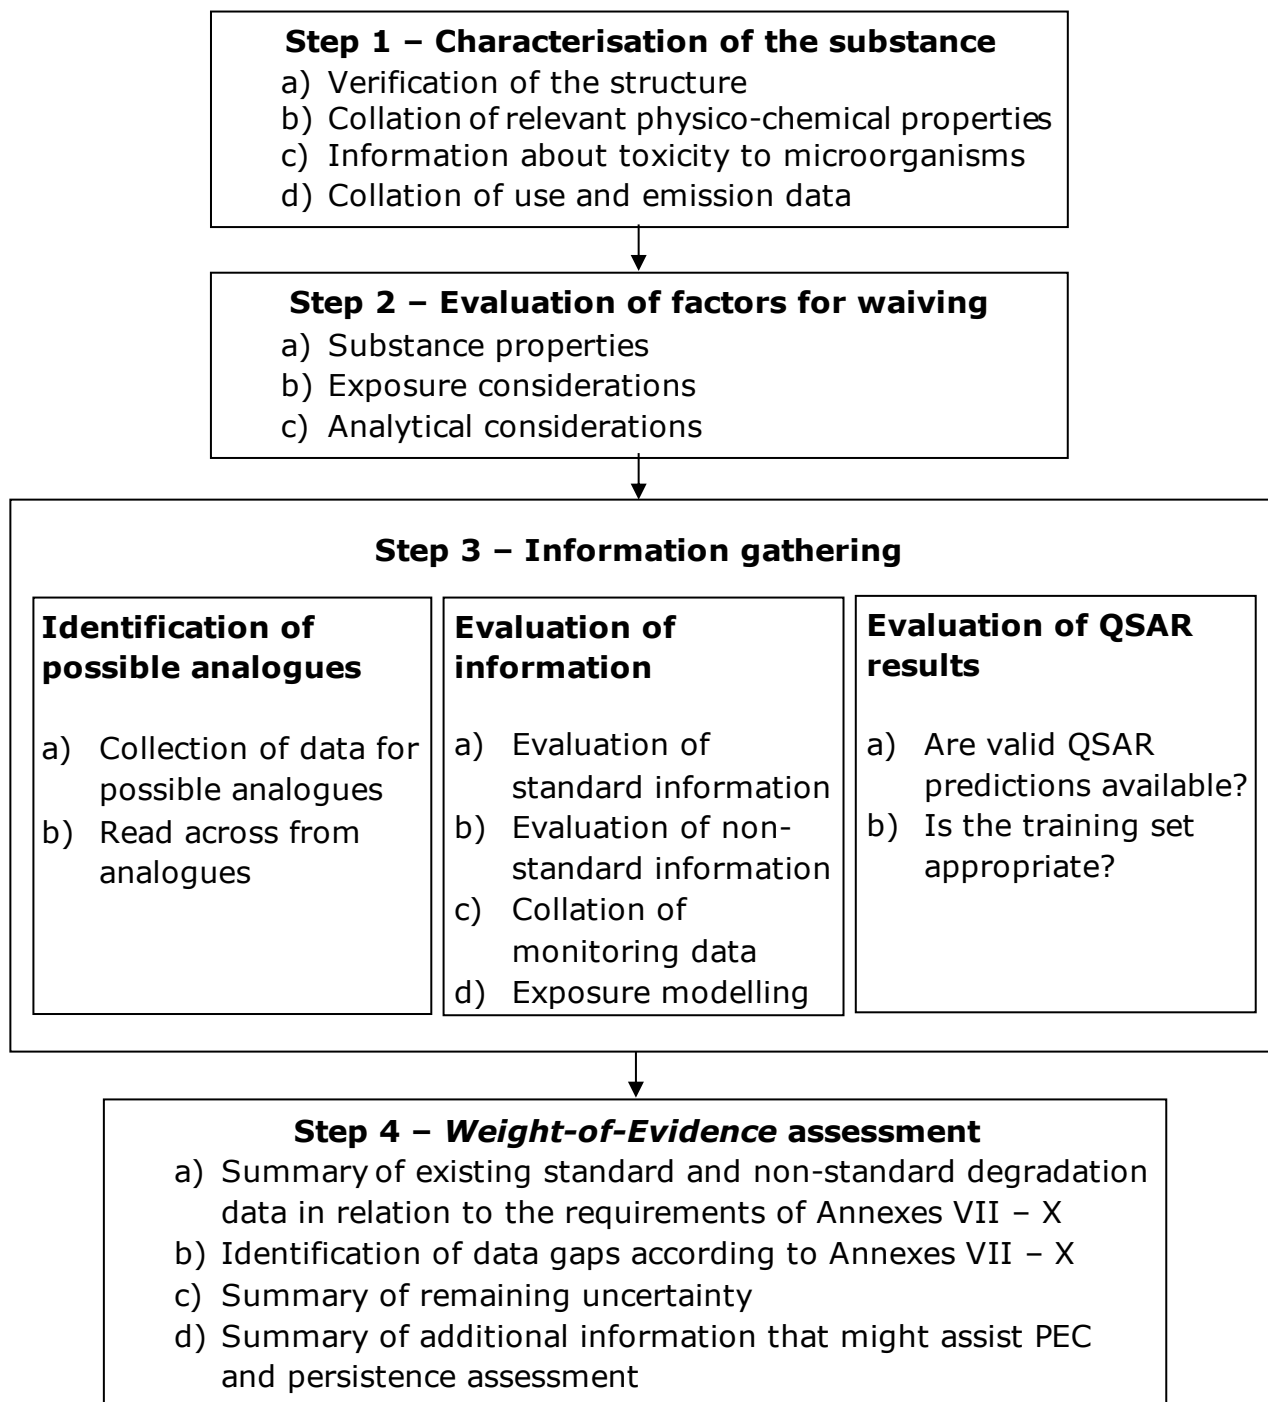 Step 1 – Characterisation of the substance
a) Verification of the structure
b) Collation of relevant physico-chemical properties
c) Information about toxicity to microorganisms
d) Collation of use and emission data
Step 2 – Evaluation of factors for waiving
a) Substance properties
b) Exposure considerations
c) Analytical considerations
Step 3 – Information gathering
Identification of
possible analogues
a) Collection of data for
possible analogues
b) Read across from
analogues
Evaluation of
information
a) Evaluation of
standard information
b) Evaluation of non-
standard information
c) Collation of
monitoring data
d) Exposure modelling
Evaluation of QSAR
results
a) Are valid QSAR
predictions available?
b) Is the training set
appropriate?
Step 4 – Weight-of-Evidence assessment
a) Summary of existing standard and non-standard degradation
data in relation to the requirements of Annexes VII – X
b) Identification of data gaps according to Annexes VII – X
c) Summary of remaining uncertainty
d) Summary of additional information that might assist PEC
and persistence assessment